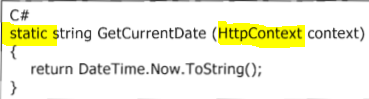 C#
static string GetCurrentDate (HttpContext context)
{
return DateTime.Now.ToString();
}